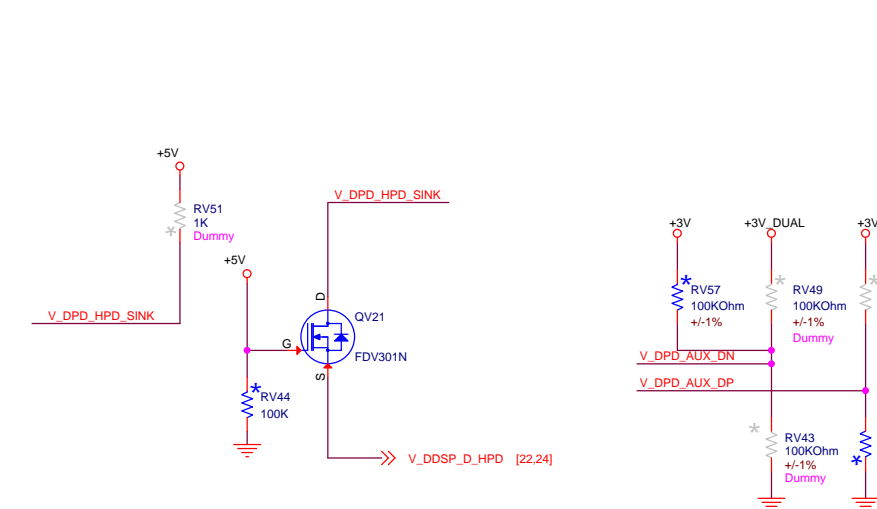 +5V
RV51
1K
Dummy
V_DPD_HPD_SINK
+5V
RV44
100K
V_DPD_HPD_SINK
D
G
S
QV21
FDV301N
V_DDSP_D_HPD [22,24]
+3V
+3V_DUAL
+3V
RV57
100KOhm
+/-1%
RV49
100KOhm
+/-1%
Dummy
V_DPD_AUX_DN
V_DPD_AUX_DP
RV43
100KOhm
+/-1%
Dummy